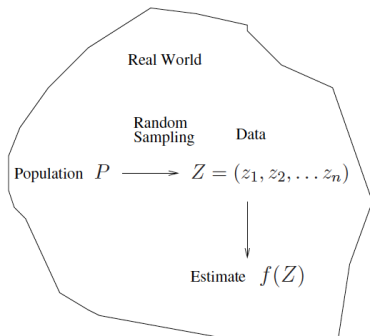 Real World
Random
Sampling
Data
Population P
Z = (z₁, z₂, . . . zₙ)
Estimate f(Z)